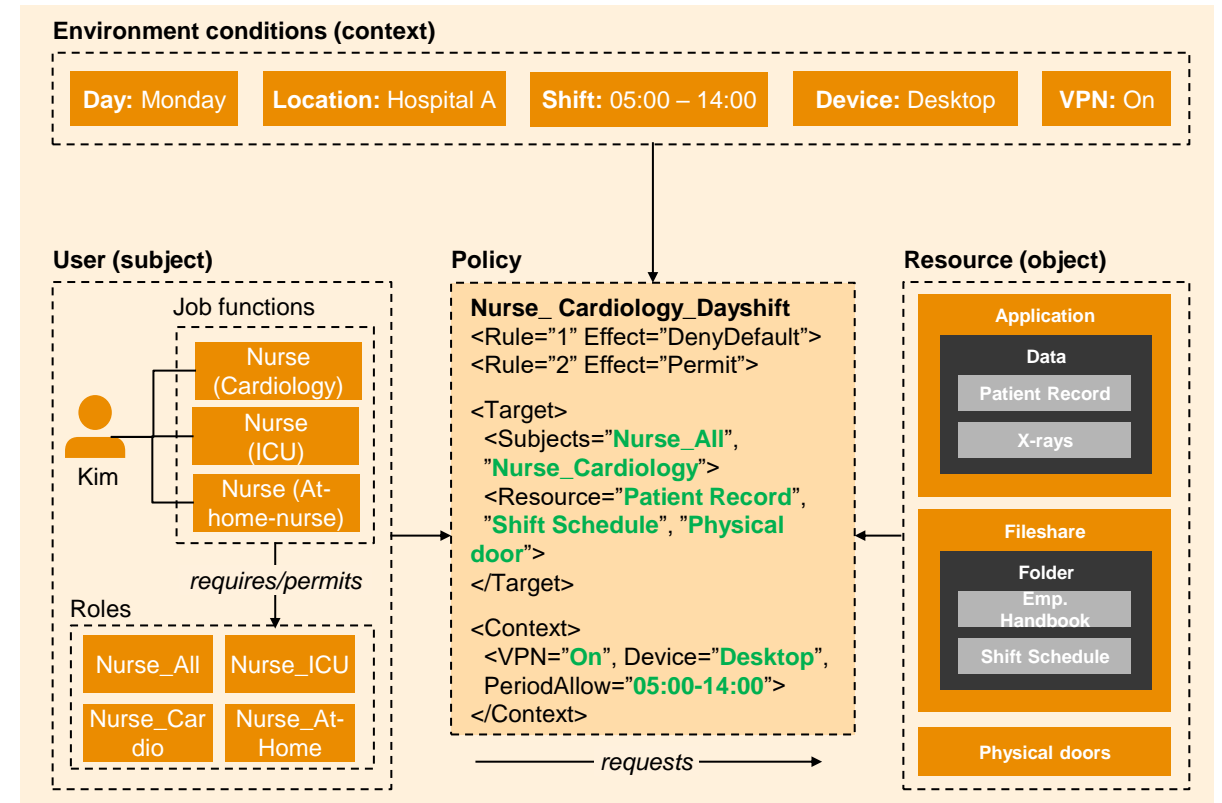 Environment conditions (context)
Day: Monday
Location: Hospital A
Shift: 05:00 – 14:00
Device: Desktop
VPN: On
User (subject)
Job functions
Nurse
(Cardiology)
Nurse
(ICU)
Nurse (At-
home-nurse)
Kim
requires/permits
Roles
Nurse_All
Nurse_ICU
Nurse_Car
dio
Nurse_At-
Home
Policy
Nurse_ Cardiology_Dayshift
<Rule=”1” Effect=”DenyDefault”>
<Rule=”2” Effect=”Permit”>
<Target>
<Subjects=”Nurse_All”,
”Nurse_Cardiology”>
<Resource=”Patient Record”,
”Shift Schedule”, ”Physical
door”>
</Target>
<Context>
<VPN=”On”, Device=”Desktop”,
PeriodAllow=”05:00-14:00”>
</Context>
requests
Resource (object)
Application
Data
Patient Record
X-rays
Fileshare
Folder
Emp.
Handbook
Shift Schedule
Physical doors